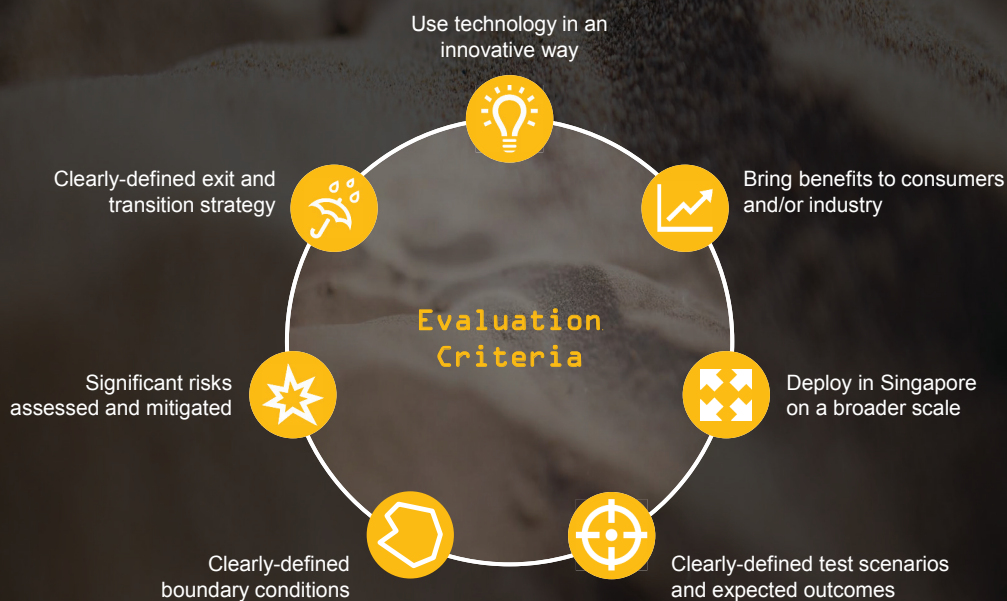 Use technology in an
innovative way
Bring benefits to consumers
and/or industry
Deploy in Singapore
on a broader scale
Clearly-defined test scenarios
and expected outcomes
Clearly-defined
boundary conditions
Significant risks
assessed and mitigated
Clearly-defined exit and
transition strategy
Evaluation
Criteria